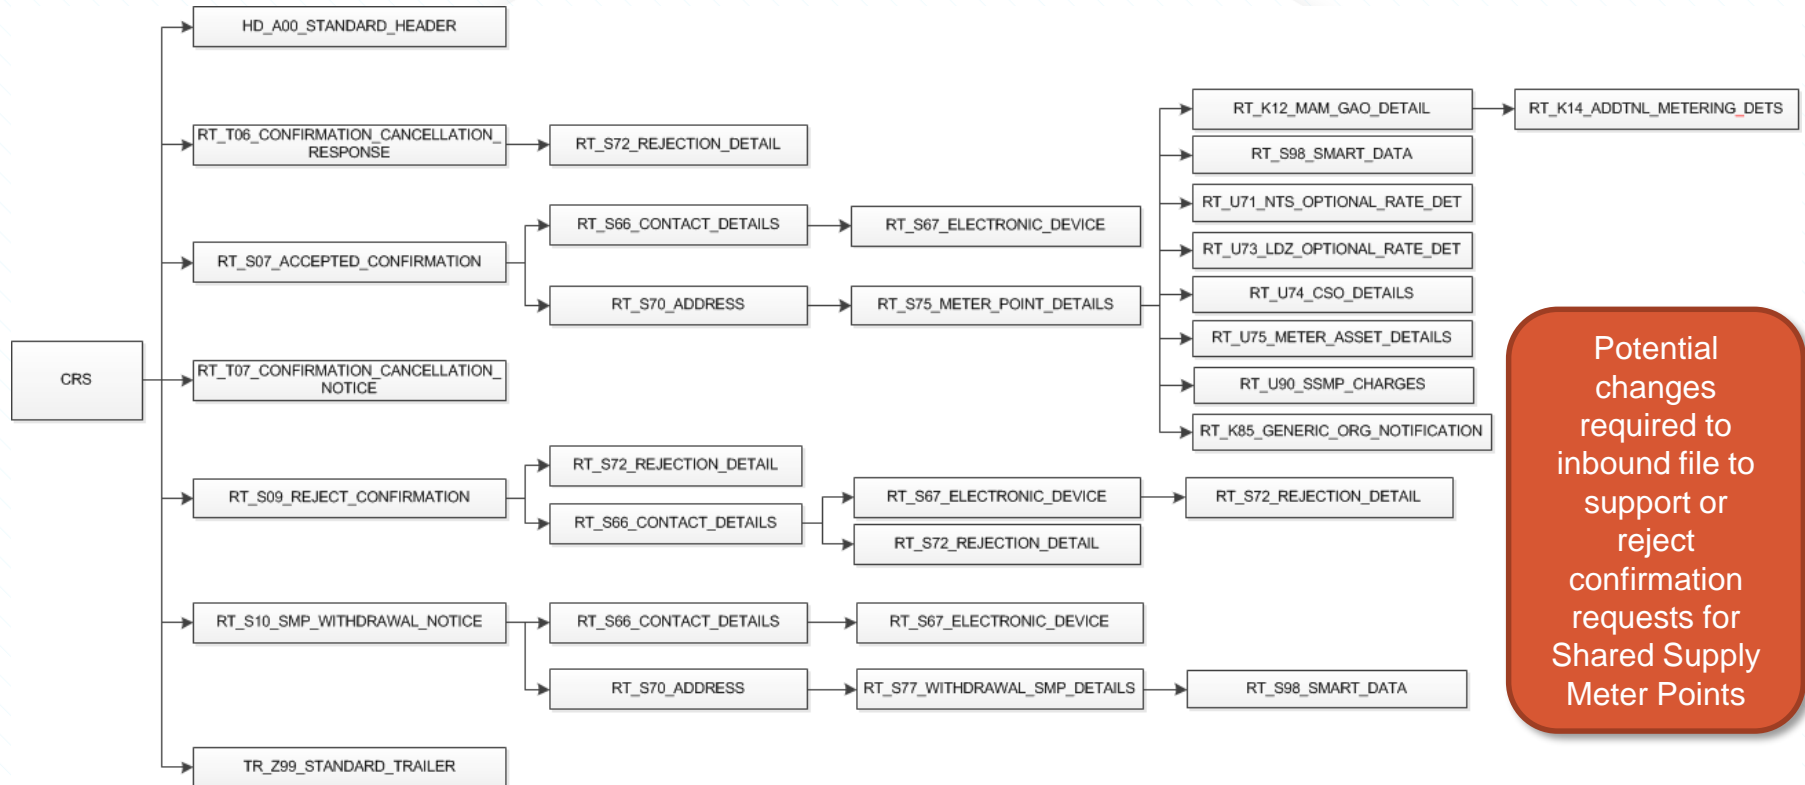 HD_A00_STANDARD_HEADER
RT_K12_MAM_GAO_DETAIL
RT_K14_ADDTNL_METERING_DETS
RT_T06_CONFIRMATION_CANCELLATION_
RESPONSE
RT_S72_REJECTION_DETAIL
RT_S98_SMART_DATA
RT_U71_NTS_OPTIONAL_RATE_DET
RT_S66_CONTACT_DETAILS
RT_S67_ELECTRONIC_DEVICE
RT_U73_LDZ_OPTIONAL_RATE_DET
RT_S07_ACCEPTED_CONFIRMATION
RT_U74_CSO_DETAILS
RT_S70_ADDRESS
RT_S75_METER_POINT_DETAILS
RT_U75_METER_ASSET_DETAILS
CRS
RT_T07_CONFIRMATION_CANCELLATION_
NOTICE
RT_U90_SSMP_CHARGES
RT_K85_GENERIC_ORG_NOTIFICATION
RT_S72_REJECTION_DETAIL
RT_S09_REJECT_CONFIRMATION
RT_S67_ELECTRONIC_DEVICE
RT_S72_REJECTION_DETAIL
RT_S66_CONTACT_DETAILS
RT_S72_REJECTION_DETAIL
RT_S10_SMP_WITHDRAWAL_NOTICE
RT_S66_CONTACT_DETAILS
RT_S67_ELECTRONIC_DEVICE
RT_S70_ADDRESS
RT_S77_WITHDRAWAL_SMP_DETAILS
RT_S98_SMART_DATA
TR_Z99_STANDARD_TRAILER
Potential
changes
required to
inbound file to
support or
reject
confirmation
requests for
Shared Supply
Meter Points